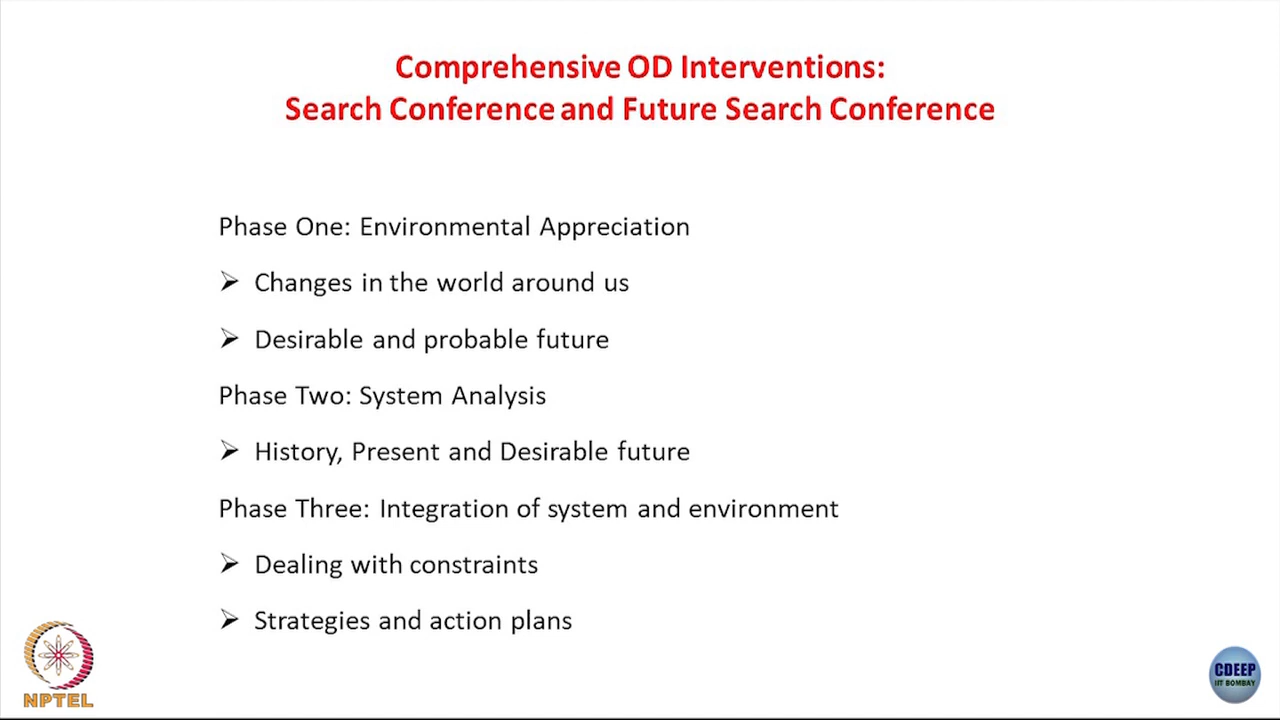 Comprehensive OD Interventions:
Search Conference and Future Search Conference
Phase One: Environmental Appreciation
➢ Changes in the world around us
➢ Desirable and probable future
Phase Two: System Analysis
➢ History, Present and Desirable future
Phase Three: Integration of system and environment
➢ Dealing with constraints
➢ Strategies and action plans
NPTEL
CDEEP
IIT BOMBAY